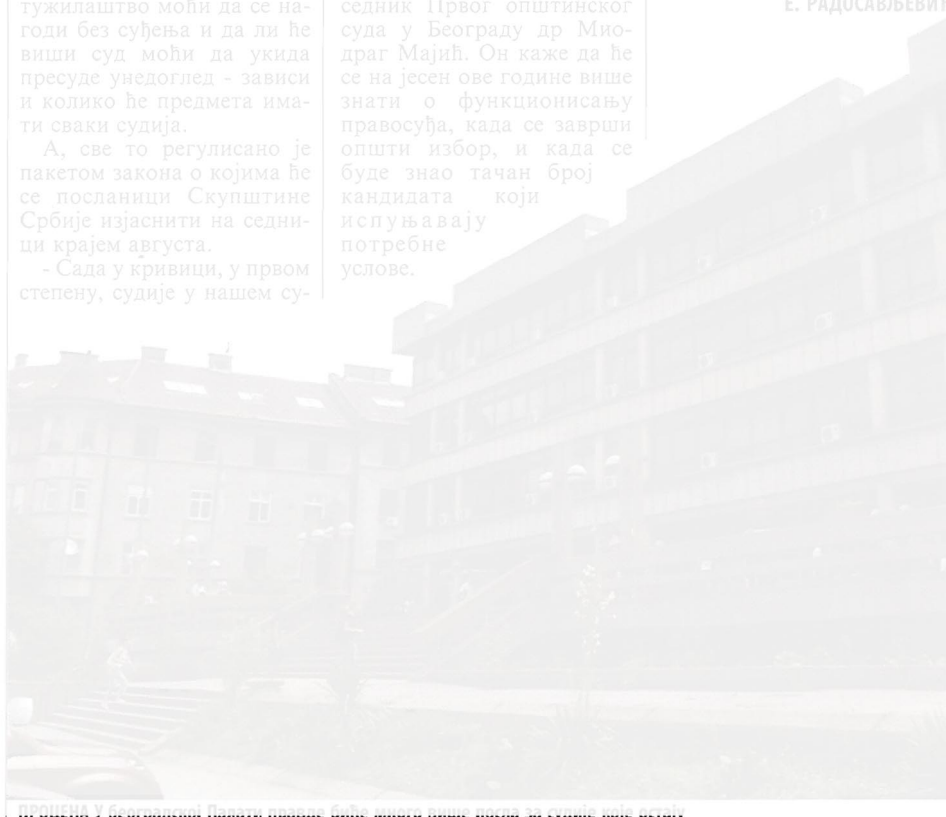 тужилаштво моћи да се на-
годи без суђења и да ли ће
виши суд моћи да укида
пресуде унедоглед - зависи
и колико ће предмета има-
ти сваки судија.
А, све то регулисано је
пакетом закона о којима ће
се посланици Скупштине
Србије изјаснити на седни-
ци крајем августа.
- Сада у кривици, у првом
степену, судије у нашем су-
седник Првог општинског
суда у Београду др Мио-
драг Мајић. Он каже да ће
се на јесен ове године више
знати о функционисању
правосуђа, када се заврши
општи избор, и када се
буде знао тачан број
кандидата који
испуњавају
потребне
услове.
Е. РАДОСАВЉЕВИЋ
ПРОЦЕНА У београдској Палати правде биће много више посла за судије које остају